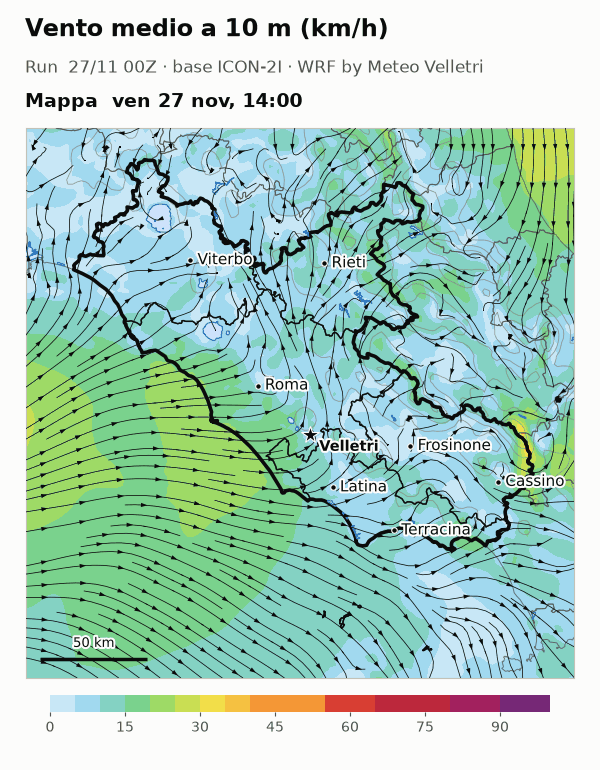 Vento medio a 10 m (km/h)
Run  27/11 00Z · base ICON-2I · WRF by Meteo Velletri
Mappa  ven 27 nov, 14:00
Viterbo
Rieti
Roma
Velletri
Frosinone
Cassino
Latina
Terracina
50 km
0 15 30 45 60 75 90